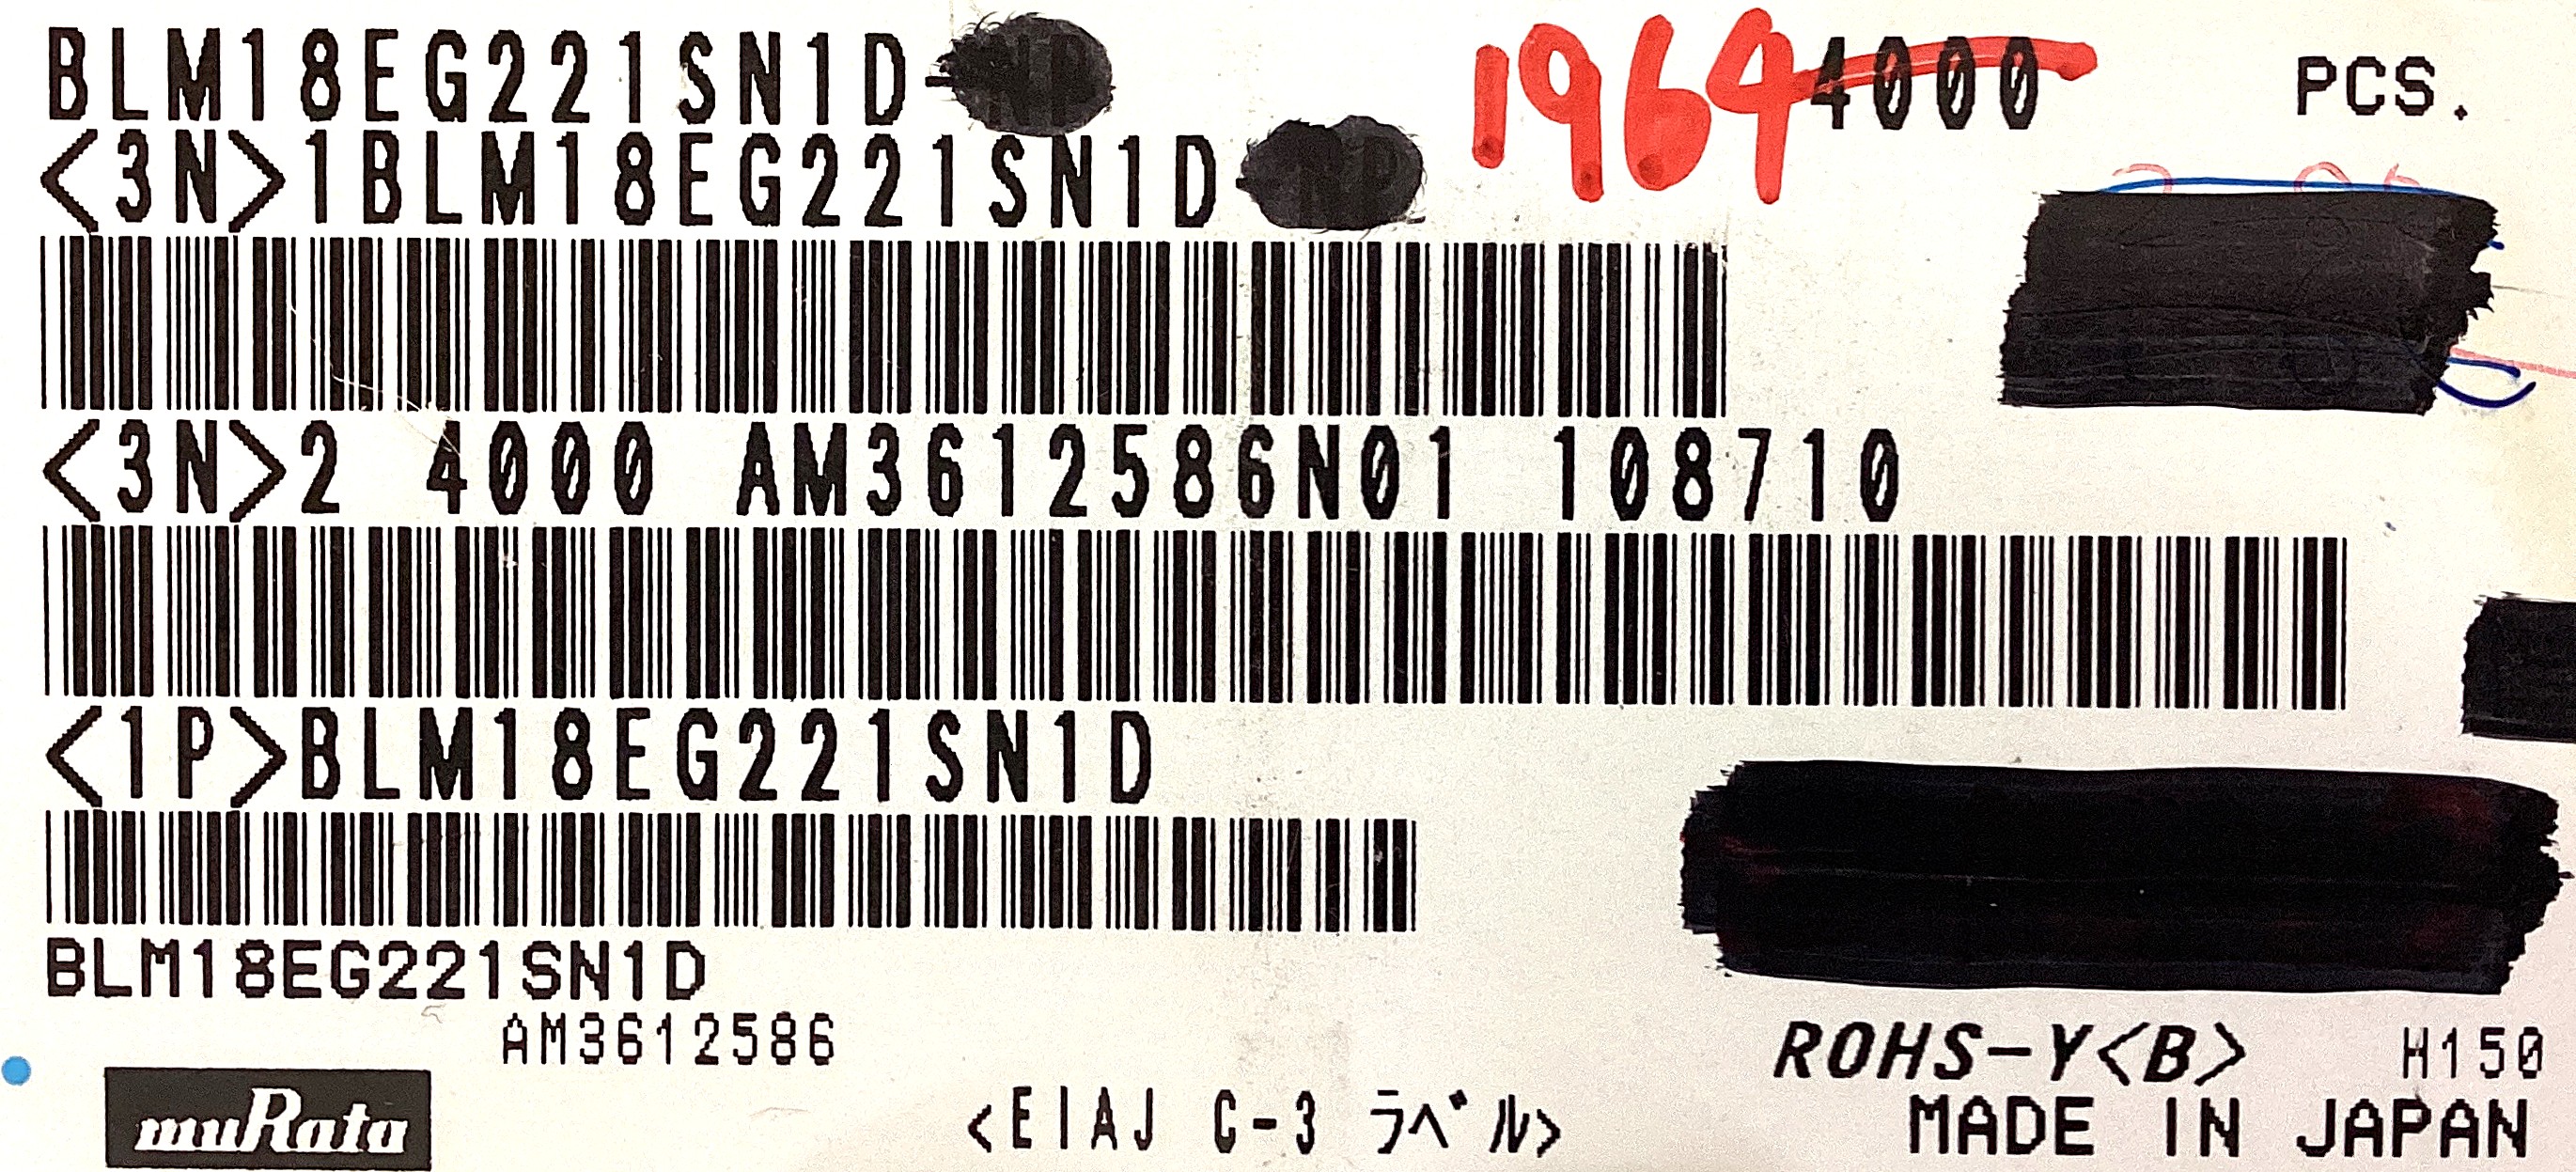 BLM18EG221SN1D 1964 4000 PCS.
<3N>1BLM18EG221SN1D
<3N>2 4000 AM3612586N01 108710
<1P>BLM18EG221SN1D
BLM18EG221SN1D
AM3612586
ROHS-Y<B> H150
muRata <EIAJ C-3 ラベル> MADE IN JAPAN